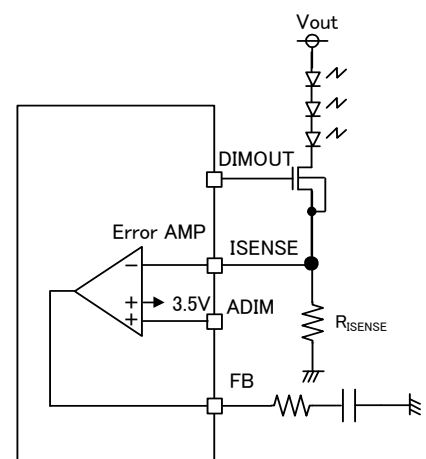 Vout
DIMOUT
Error AMP
ISENSE
−
+
3.5V
ADIM
+
RISENSE
FB